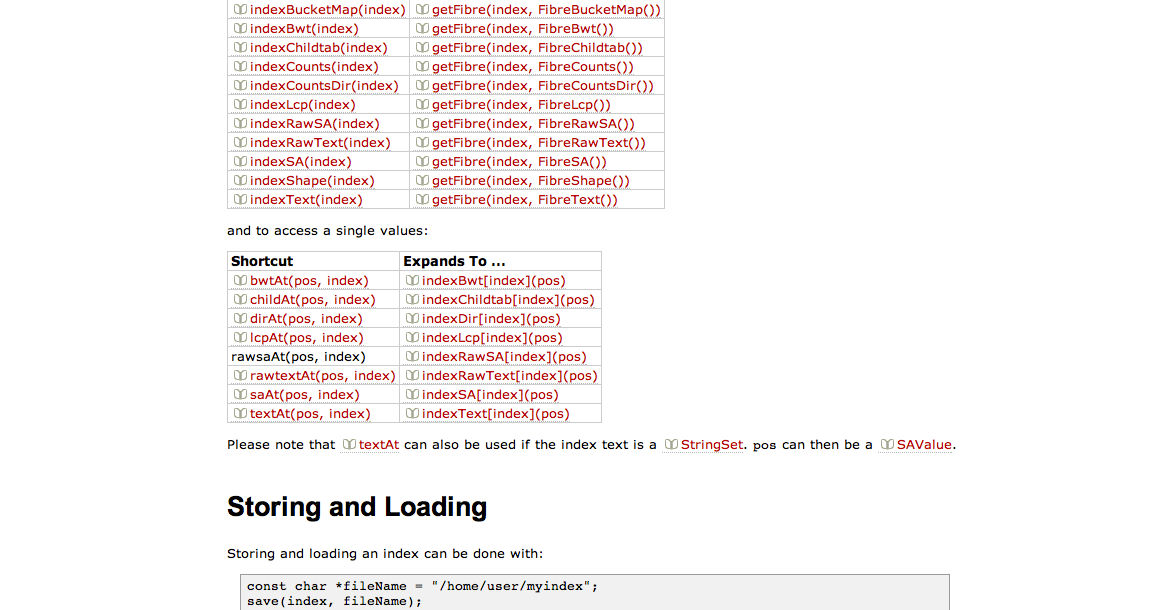 indexBucketMap(index) getFibre(index, FibreBucketMap())
indexBwt(index) getFibre(index, FibreBwt())
indexChildtab(index) getFibre(index, FibreChildtab())
indexCounts(index) getFibre(index, FibreCounts())
indexCountsDir(index) getFibre(index, FibreCountsDir())
indexLcp(index) getFibre(index, FibreLcp())
indexRawSA(index) getFibre(index, FibreRawSA())
indexRawText(index) getFibre(index, FibreRawText())
indexSA(index) getFibre(index, FibreSA())
indexShape(index) getFibre(index, FibreShape())
indexText(index) getFibre(index, FibreText())
and to access a single values:
Shortcut Expands To ...
bwtAt(pos, index) indexBwt[index](pos)
childAt(pos, index) indexChildtab[index](pos)
dirAt(pos, index) indexDir[index](pos)
lcpAt(pos, index) indexLcp[index](pos)
rawsaAt(pos, index) indexRawSA[index](pos)
rawtextAt(pos, index) indexRawText[index](pos)
saAt(pos, index) indexSA[index](pos)
textAt(pos, index) indexText[index](pos)
Please note that textAt can also be used if the index text is a StringSet. pos can then be a SAValue.
Storing and Loading
Storing and loading an index can be done with:
const char *fileName = "/home/user/myindex";
save(index, fileName);